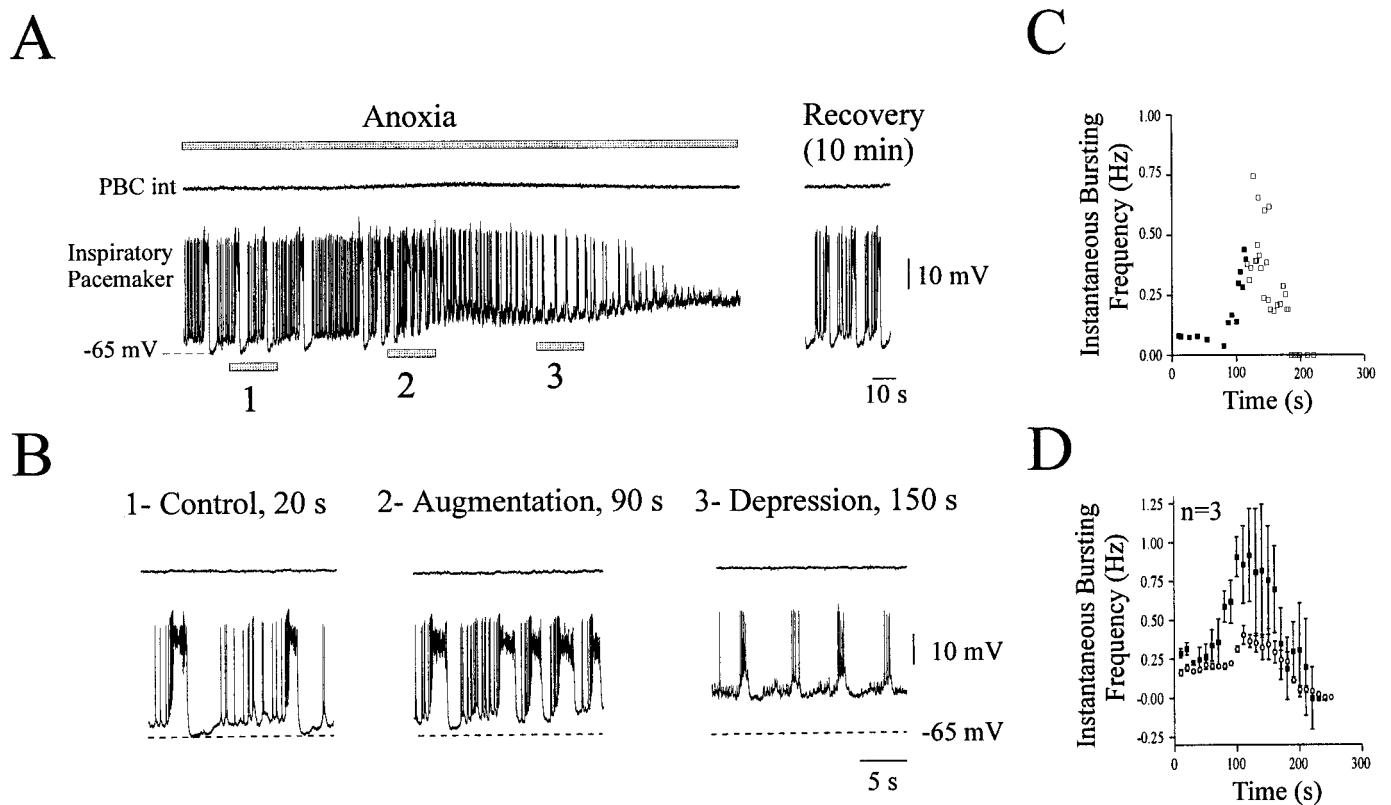 A
Anoxia
Recovery
(10 min)
PBC int
Inspiratory
Pacemaker
10 mV
-65 mV
1
2
3
10 s
B
1- Control, 20 s
2- Augmentation, 90 s
3- Depression, 150 s
10 mV
-65 mV
5 s
C
Instantaneous Bursting
Frequency (Hz)
1.00
0.75
0.50
0.25
0.00
0
100
200
300
Time (s)
D
n=3
Instantaneous Bursting
Frequency (Hz)
1.25
1.00
0.75
0.50
0.25
-0.00
-0.25
0
100
200
300
Time (s)